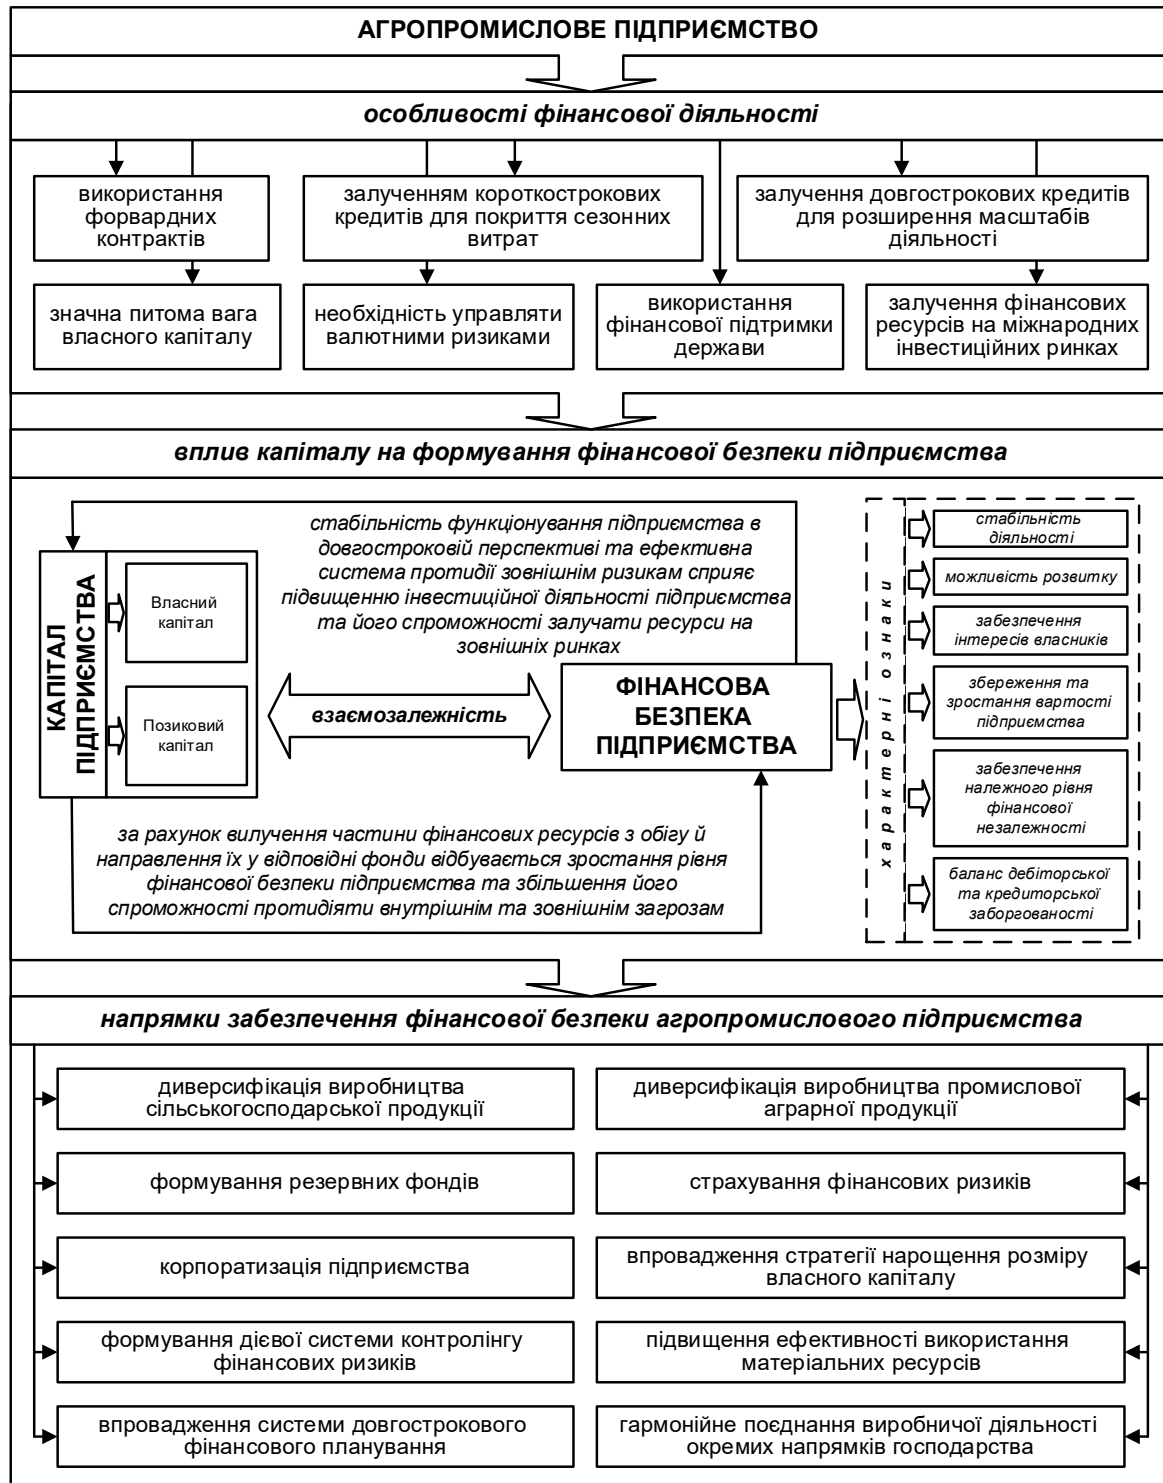 АГРОПРОМИСЛОВЕ ПІДПРИЄМСТВО
особливості фінансової діяльності
використання
форвардних
контрактів
залученням короткострокових
кредитів для покриття сезонних
витрат
залучення довгострокових кредитів
для розширення масштабів
діяльності
значна питома вага
власного капіталу
необхідність управляти
валютними ризиками
використання
фінансової підтримки
держави
залучення фінансових
ресурсів на міжнародних
інвестиційних ринках
вплив капіталу на формування фінансової безпеки підприємства
стабільність функціонування підприємства в
довгостроковій перспективі та ефективна
система протидії зовнішнім ризикам сприяє
підвищенню інвестиційної діяльності підприємства
та його спроможності залучати ресурси на
зовнішніх ринках
КАПІТАЛ
ПІДПРИЄМСТВА
Власний
капітал
Позиковий
капітал
взаємозалежність
ФІНАНСОВА
БЕЗПЕКА
ПІДПРИЄМСТВА
за рахунок вилучення частини фінансових ресурсів з обігу й
направлення їх у відповідні фонди відбувається зростання рівня
фінансової безпеки підприємства та збільшення його
спроможності протидіяти внутрішнім та зовнішнім загрозам
характерні ознаки
стабільність
діяльності
можливість розвитку
забезпечення
інтересів власників
збереження та
зростання вартості
підприємства
забезпечення
належного рівня
фінансової
незалежності
баланс дебіторської
та кредиторської
заборгованості
напрямки забезпечення фінансової безпеки агропромислового підприємства
диверсифікація виробництва
сільськогосподарської продукції
диверсифікація виробництва промислової
аграрної продукції
формування резервних фондів
страхування фінансових ризиків
корпоратизація підприємства
впровадження стратегії нарощення розміру
власного капіталу
формування дієвої системи контролінгу
фінансових ризиків
підвищення ефективності використання
матеріальних ресурсів
впровадження системи довгострокового
фінансового планування
гармонійне поєднання виробничої діяльності
окремих напрямків господарства